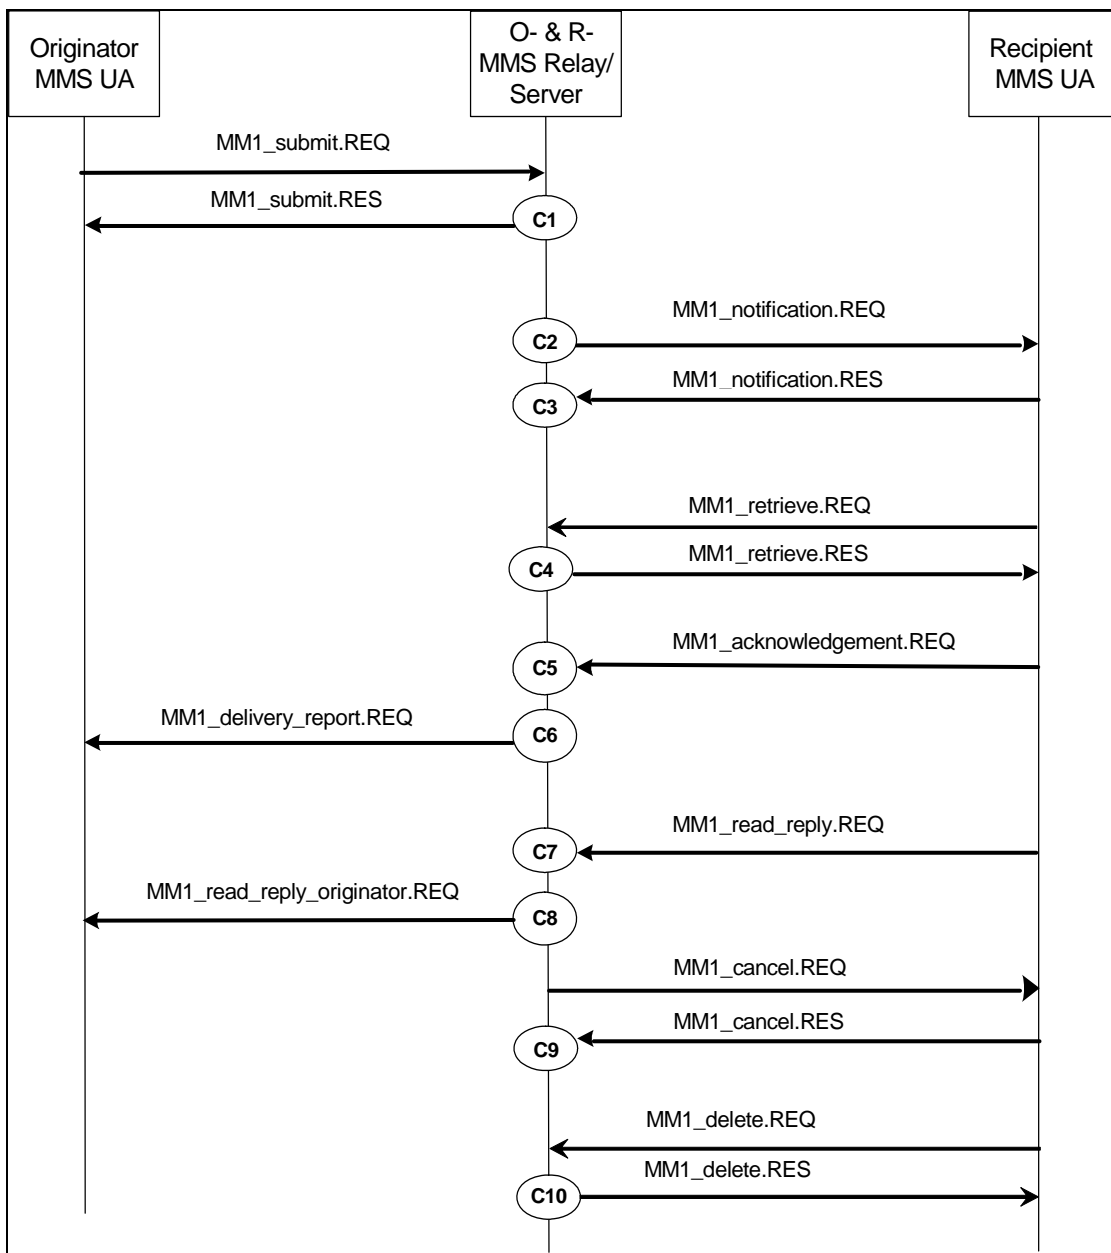 Originator
MMS UA
O- & R-
MMS Relay/
Server
Recipient
MMS UA
MM1_submit.REQ
MM1_submit.RES
C1
MM1_notification.REQ
C2
MM1_notification.RES
C3
MM1_retrieve.REQ
MM1_retrieve.RES
C4
MM1_acknowledgement.REQ
C5
MM1_delivery_report.REQ
C6
MM1_read_reply.REQ
C7
MM1_read_reply_originator.REQ
C8
MM1_cancel.REQ
MM1_cancel.RES
C9
MM1_delete.REQ
MM1_delete.RES
C10